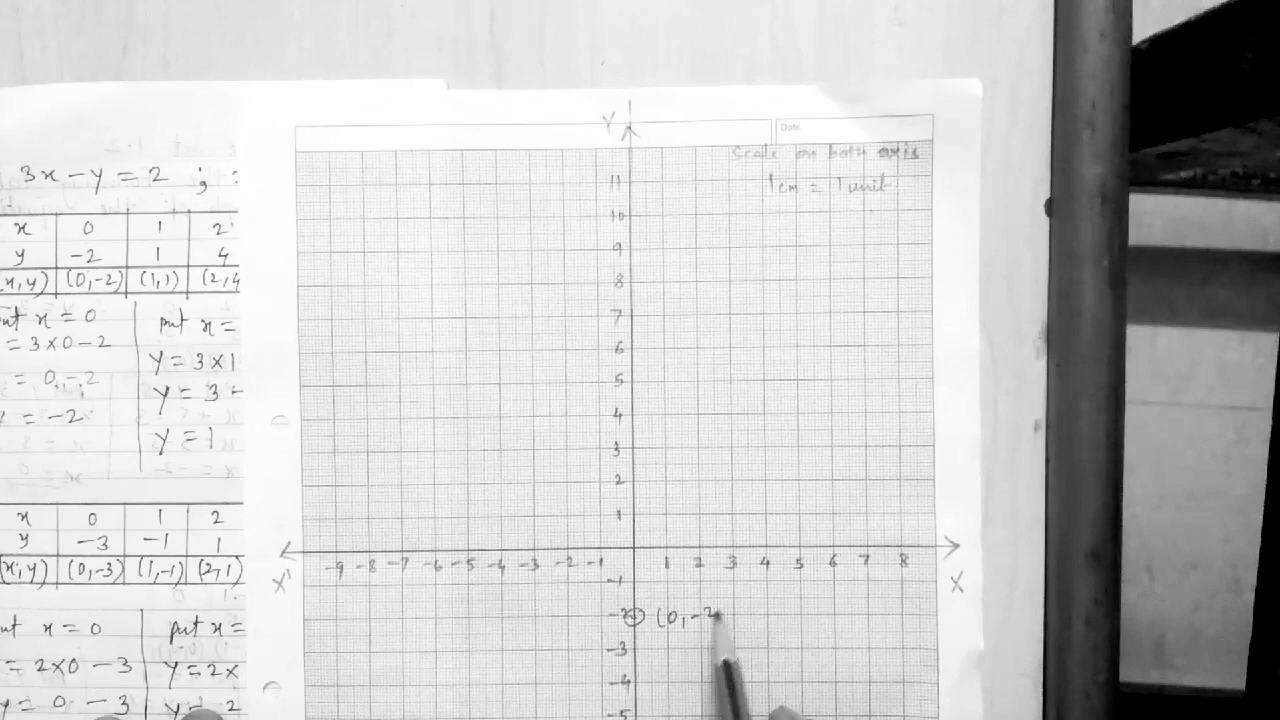 3x - y = 2 ;
x 0 1 2
y -2 1 4
(x,y) (0,-2) (1,1) (2,4
put x = 0
= 3×0-2
= 0,-2
= -2
put x =
y = 3×1
y = 3 -
y = 1
x 0 1 2
y -3 -1 1
(x,y) (0,-3) (1,-1) (2,1)
put x = 0
= 2×0 - 3
y = 0 - 3
put x =
y = 2×
y = 2
Date
Scale on both axis
1cm = 1unit
Y
11
10
9
8
7
6
5
4
3
2
1
X' -9 -8 -7 -6 -5 -4 -3 -2 -1 1 2 3 4 5 6 7 8 X
-1
-2 (0,-2
-3
-4
-5